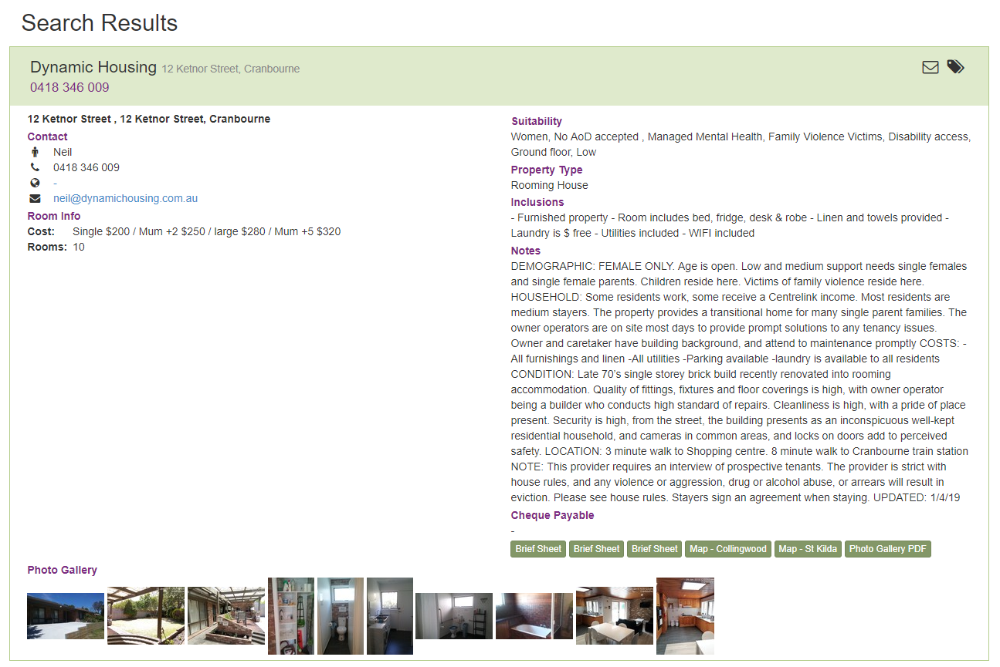 Search Results
Dynamic Housing 12 Ketnor Street, Cranbourne
0418 346 009
12 Ketnor Street , 12 Ketnor Street, Cranbourne
Contact
Neil
0418 346 009
-
neil@dynamichousing.com.au
Room Info
Cost: Single $200 / Mum +2 $250 / large $280 / Mum +5 $320
Rooms: 10
Suitability
Women, No AoD accepted , Managed Mental Health, Family Violence Victims, Disability access,
Ground floor, Low
Property Type
Rooming House
Inclusions
- Furnished property - Room includes bed, fridge, desk & robe - Linen and towels provided -
Laundry is $ free - Utilities included - WIFI included
Notes
DEMOGRAPHIC: FEMALE ONLY. Age is open. Low and medium support needs single females
and single female parents. Children reside here. Victims of family violence reside here.
HOUSEHOLD: Some residents work, some receive a Centrelink income. Most residents are
medium stayers. The property provides a transitional home for many single parent families. The
owner operators are on site most days to provide prompt solutions to any tenancy issues.
Owner and caretaker have building background, and attend to maintenance promptly COSTS: -
All furnishings and linen -All utilities -Parking available -laundry is available to all residents
CONDITION: Late 70's single storey brick build recently renovated into rooming
accommodation. Quality of fittings, fixtures and floor coverings is high, with owner operator
being a builder who conducts high standard of repairs. Cleanliness is high, with a pride of place
present. Security is high, from the street, the building presents as an inconspicuous well-kept
residential household, and cameras in common areas, and locks on doors add to perceived
safety. LOCATION: 3 minute walk to Shopping centre. 8 minute walk to Cranbourne train station
NOTE: This provider requires an interview of prospective tenants. The provider is strict with
house rules, and any violence or aggression, drug or alcohol abuse, or arrears will result in
eviction. Please see house rules. Stayers sign an agreement when staying. UPDATED: 1/4/19
Cheque Payable
-
Brief Sheet Brief Sheet Brief Sheet Map - Collingwood Map - St Kilda Photo Gallery PDF
Photo Gallery